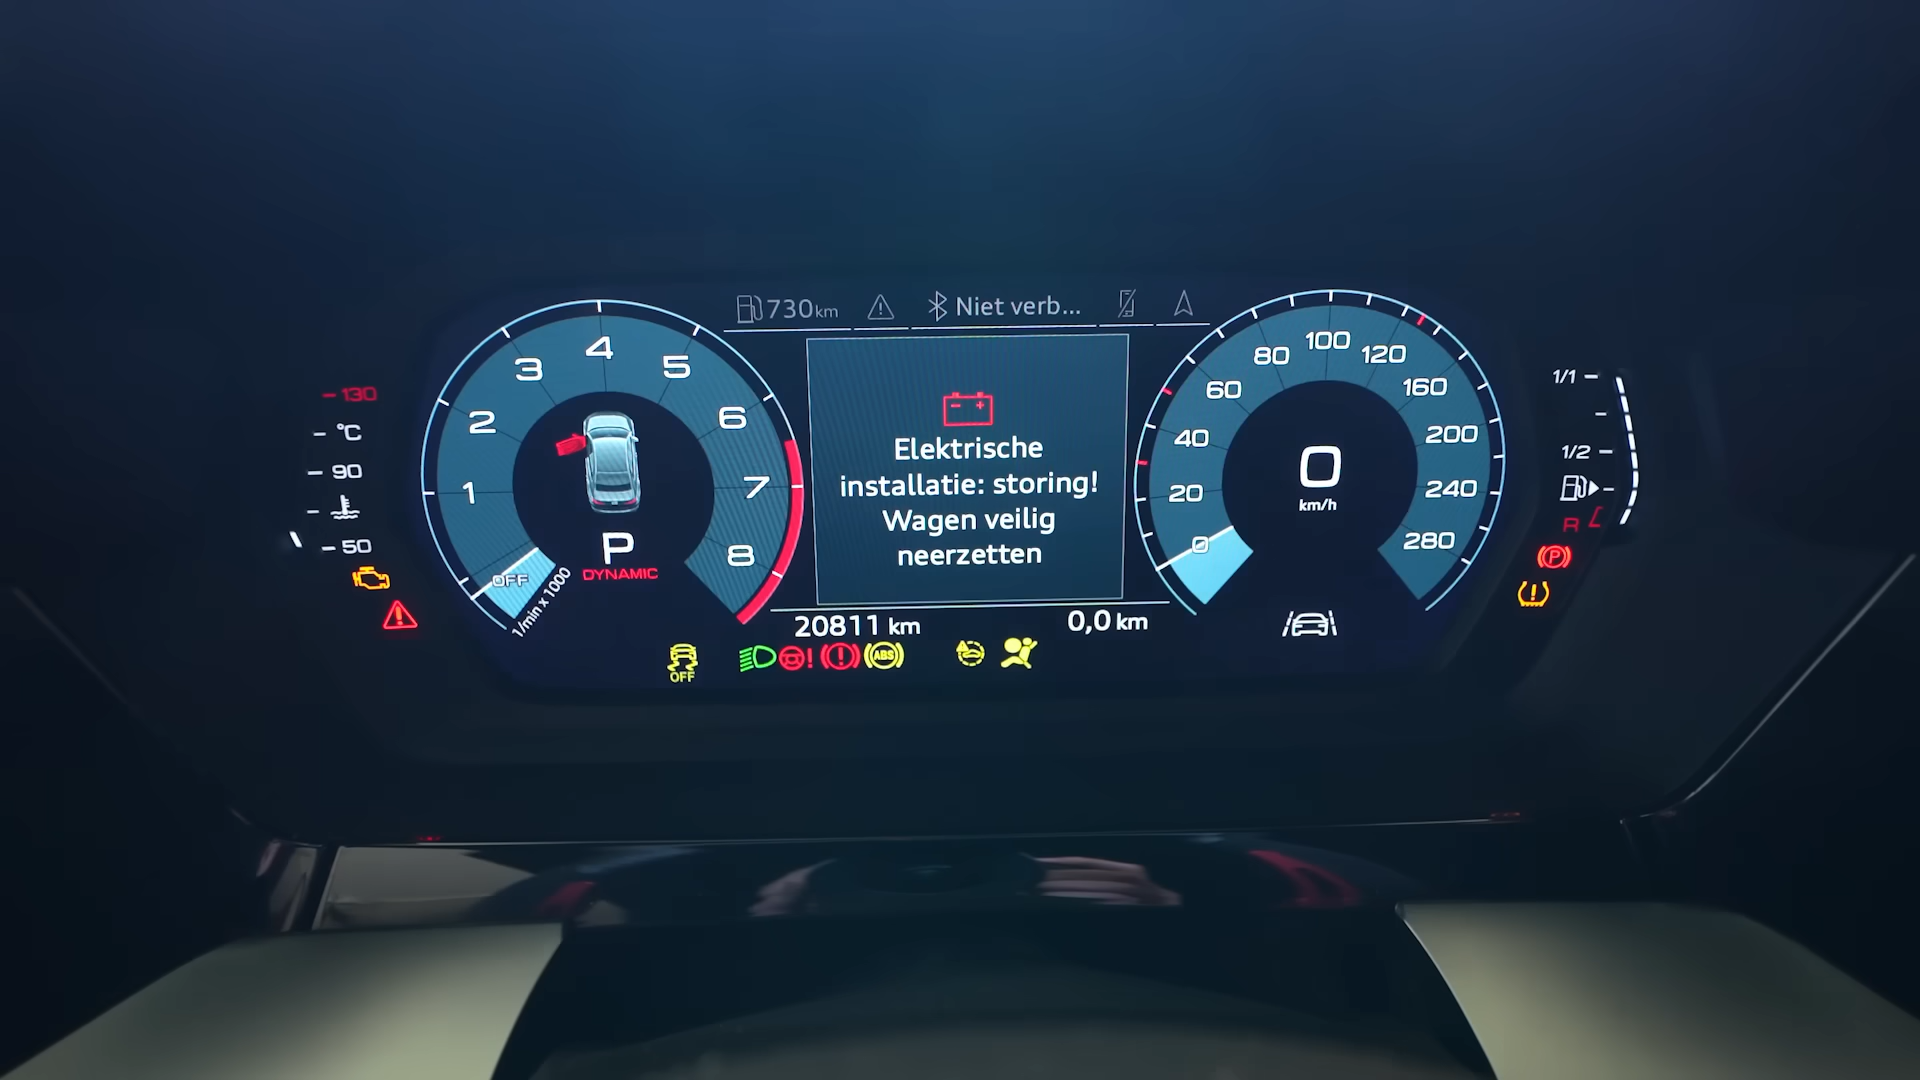 730 km
Niet verb...
130
°C
90
50
1
2
3
4
5
6
7
8
OFF
1/min x 1000
P
DYNAMIC
Elektrische
installatie: storing!
Wagen veilig
neerzetten
20811 km
0,0 km
0
20
40
60
80
100
120
160
200
240
280
0
km/h
1/1
1/2
R
P
OFF
ABS